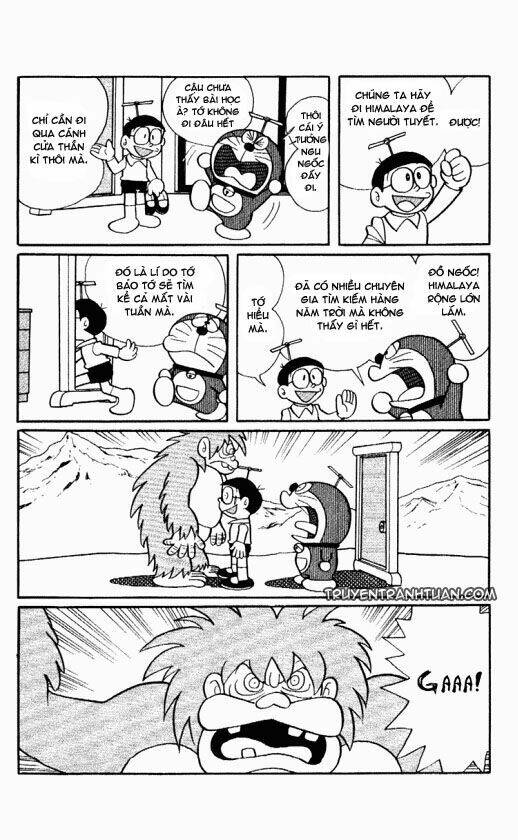 CHÚNG TA HÃY
ĐI HIMALAYA ĐỂ
TÌM NGƯỜI TUYẾT.
ĐƯỢC!
THÔI
CÁI Ý
TƯỞNG
NGU
NGỐC
ĐẤY
ĐI.
CẬU CHƯA
THẤY BÀI HỌC
À? TỚ KHÔNG
ĐI ĐÂU HẾT
CHỈ CẦN ĐI
QUA CÁNH
CỬA THẦN
KÌ THÔI MÀ.
ĐỒ NGỐC!
HIMALAYA
RỘNG LỚN
LẮM.
ĐÃ CÓ NHIỀU CHUYÊN
GIA TÌM KIẾM HÀNG
NĂM TRỜI MÀ KHÔNG
THẤY GÌ HẾT.
TỚ
HIỂU
MÀ.
ĐÓ LÀ LÍ DO TỚ
BẢO TỚ SẼ TÌM
KỂ CẢ MẤT VÀI
TUẦN MÀ.
TRUYENTRANHTUAN.COM
GAAA!